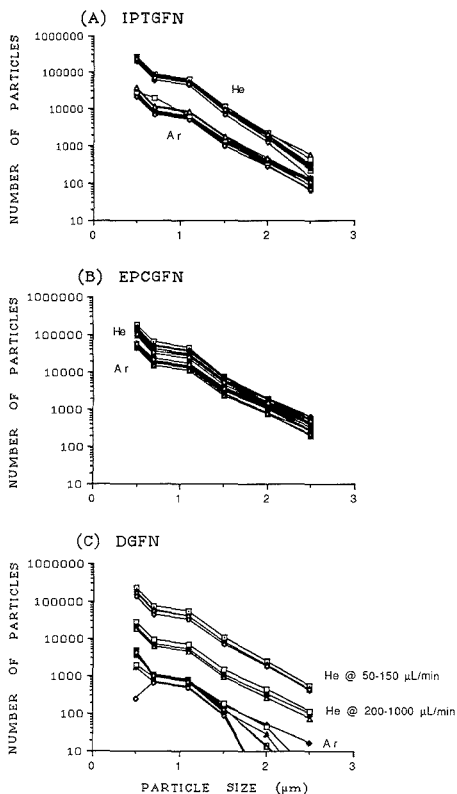 (A) IPTGFN
NUMBER OF PARTICLES
1000000
100000
10000
1000
100
10
He
Ar
0 1 2 3
(B) EPCGFN
NUMBER OF PARTICLES
1000000
100000
10000
1000
100
10
He
Ar
0 1 2 3
(C) DGFN
NUMBER OF PARTICLES
1000000
100000
10000
1000
100
10
He @ 50-150 μL/min
He @ 200-1000 μL/min
Ar
0 1 2 3
PARTICLE SIZE (μm)